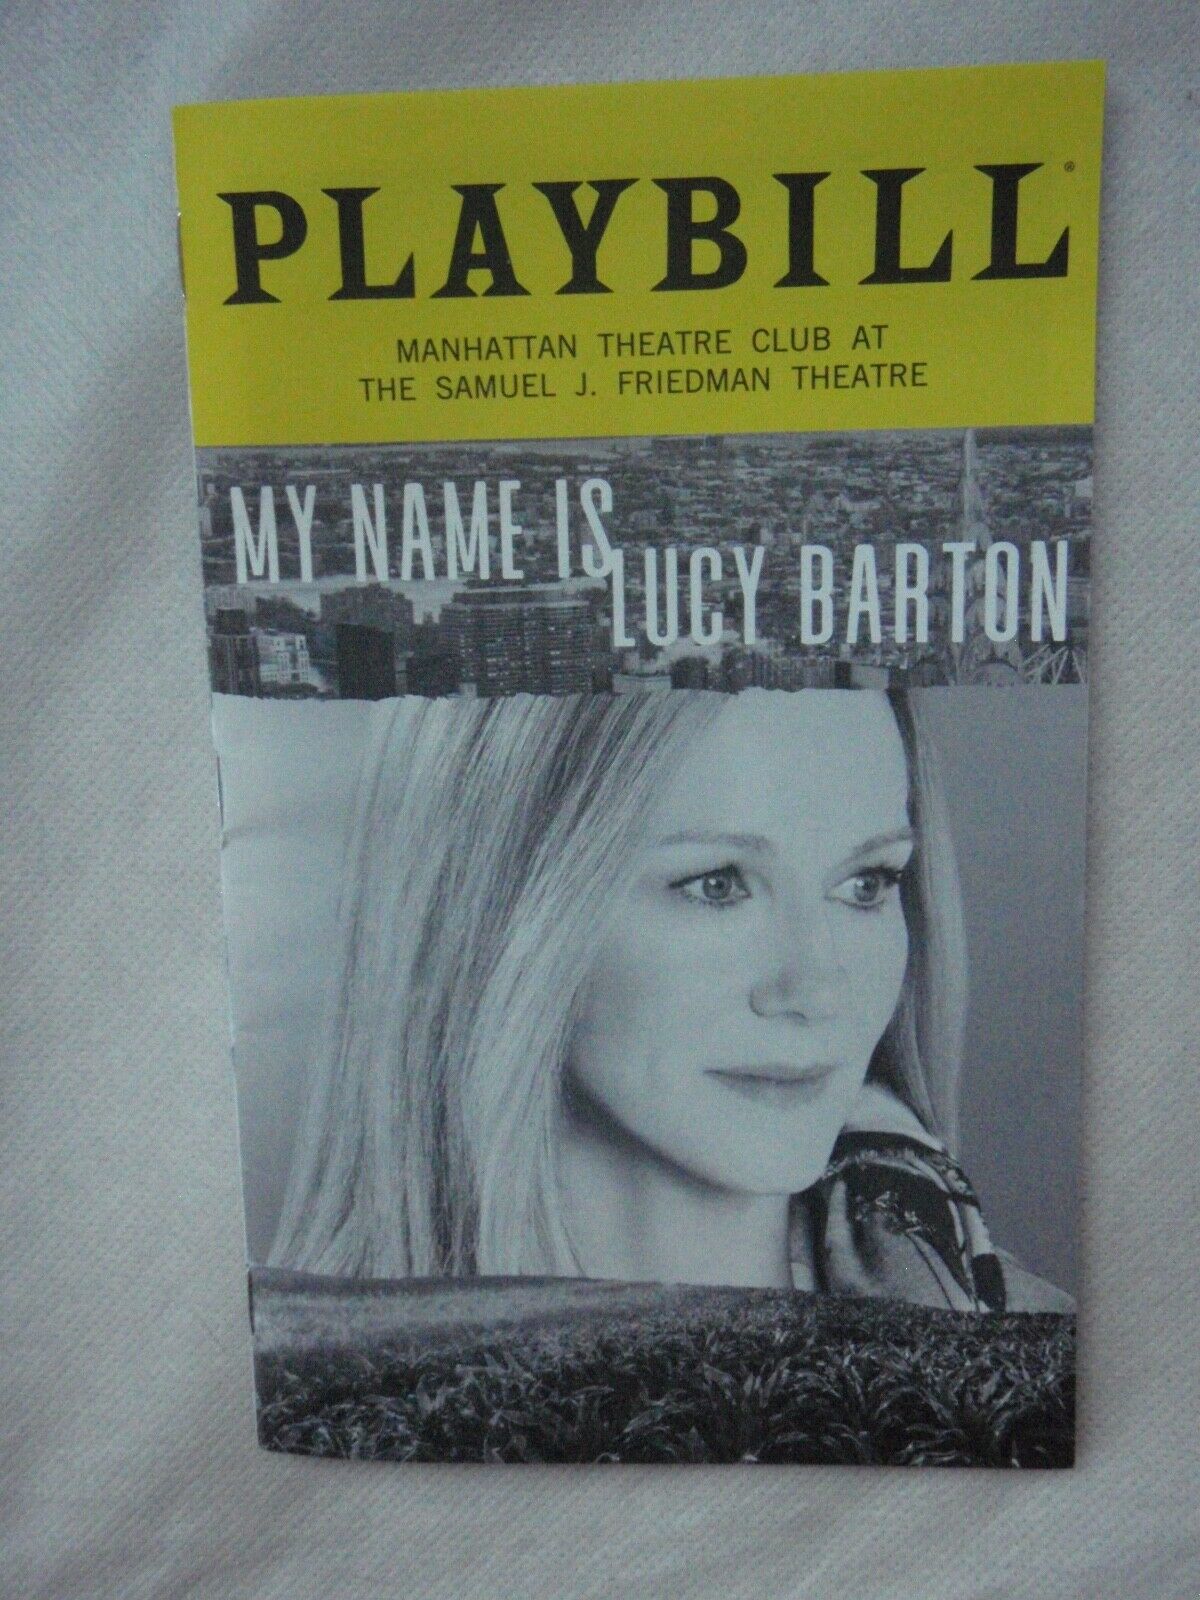 PLAYBILL®
MANHATTAN THEATRE CLUB AT
THE SAMUEL J. FRIEDMAN THEATRE
MY NAME IS
LUCY BARTON